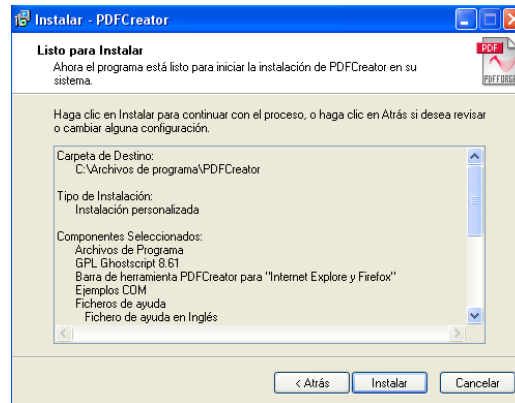 Instalar - PDFCreator
Listo para Instalar
Ahora el programa está listo para iniciar la instalación de PDFCreator en su
sistema.
PDF
PDFFORGE
Haga clic en Instalar para continuar con el proceso, o haga clic en Atrás si desea revisar
o cambiar alguna configuración.
Carpeta de Destino:
C:\Archivos de programa\PDFCreator
Tipo de Instalación:
Instalación personalizada
Componentes Seleccionados:
Archivos de Programa
GPL Ghostscript 8.61
Barra de herramienta PDFCreator para "Internet Explore y Firefox"
Ejemplos COM
Ficheros de ayuda
Fichero de ayuda en Inglés
< Atrás
Instalar
Cancelar